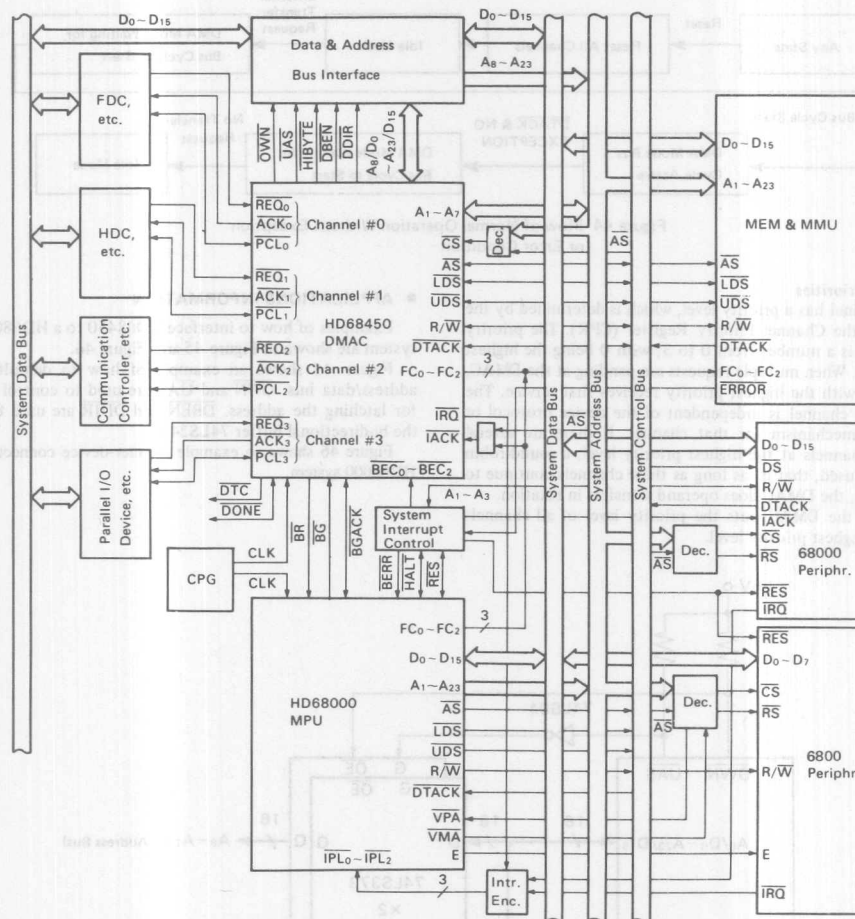 D0~D15
D0~D15
Data & Address
Bus Interface
A8~A23
FDC,
etc.
OWN
UAS
HIBYTE
DBEN
DDIR
A8/D0
~A23/D15
D0~D15
A1~A23
MEM & MMU
HDC,
etc.
REQ0
ACK0
PCL0
Channel #0
A1~A7
CS
Dec.
AS
AS
AS
LDS
LDS
REQ1
ACK1
PCL1
Channel #1
UDS
UDS
HD68450
DMAC
R/W
R/W
DTACK
DTACK
Communication
Controller, etc.
REQ2
ACK2
PCL2
Channel #2
FC0~FC2
3
FC0~FC2
ERROR
System Data Bus
REQ3
ACK3
PCL3
Channel #3
IRQ
IACK
System Data Bus
System Address Bus
System Control Bus
AS
D0~D15
DS
R/W
DTACK
IACK
Parallel I/O
Device, etc.
BEC0~BEC2
DTC
DONE
A1~A3
System
Interrupt
Control
CS
RS
Dec.
AS
68000
Periphr.
CPG
CLK
CLK
BR
BG
BGACK
BERR
HALT
RES
RES
IRQ
FC0~FC2
3
RES
D0~D15
D0~D7
HD68000
MPU
A1~A23
Dec.
CS
AS
AS
RS
LDS
UDS
R/W
R/W
6800
Periphr
DTACK
VPA
VMA
E
E
IPL0~IPL2
3
Intr.
Enc.
IRQ